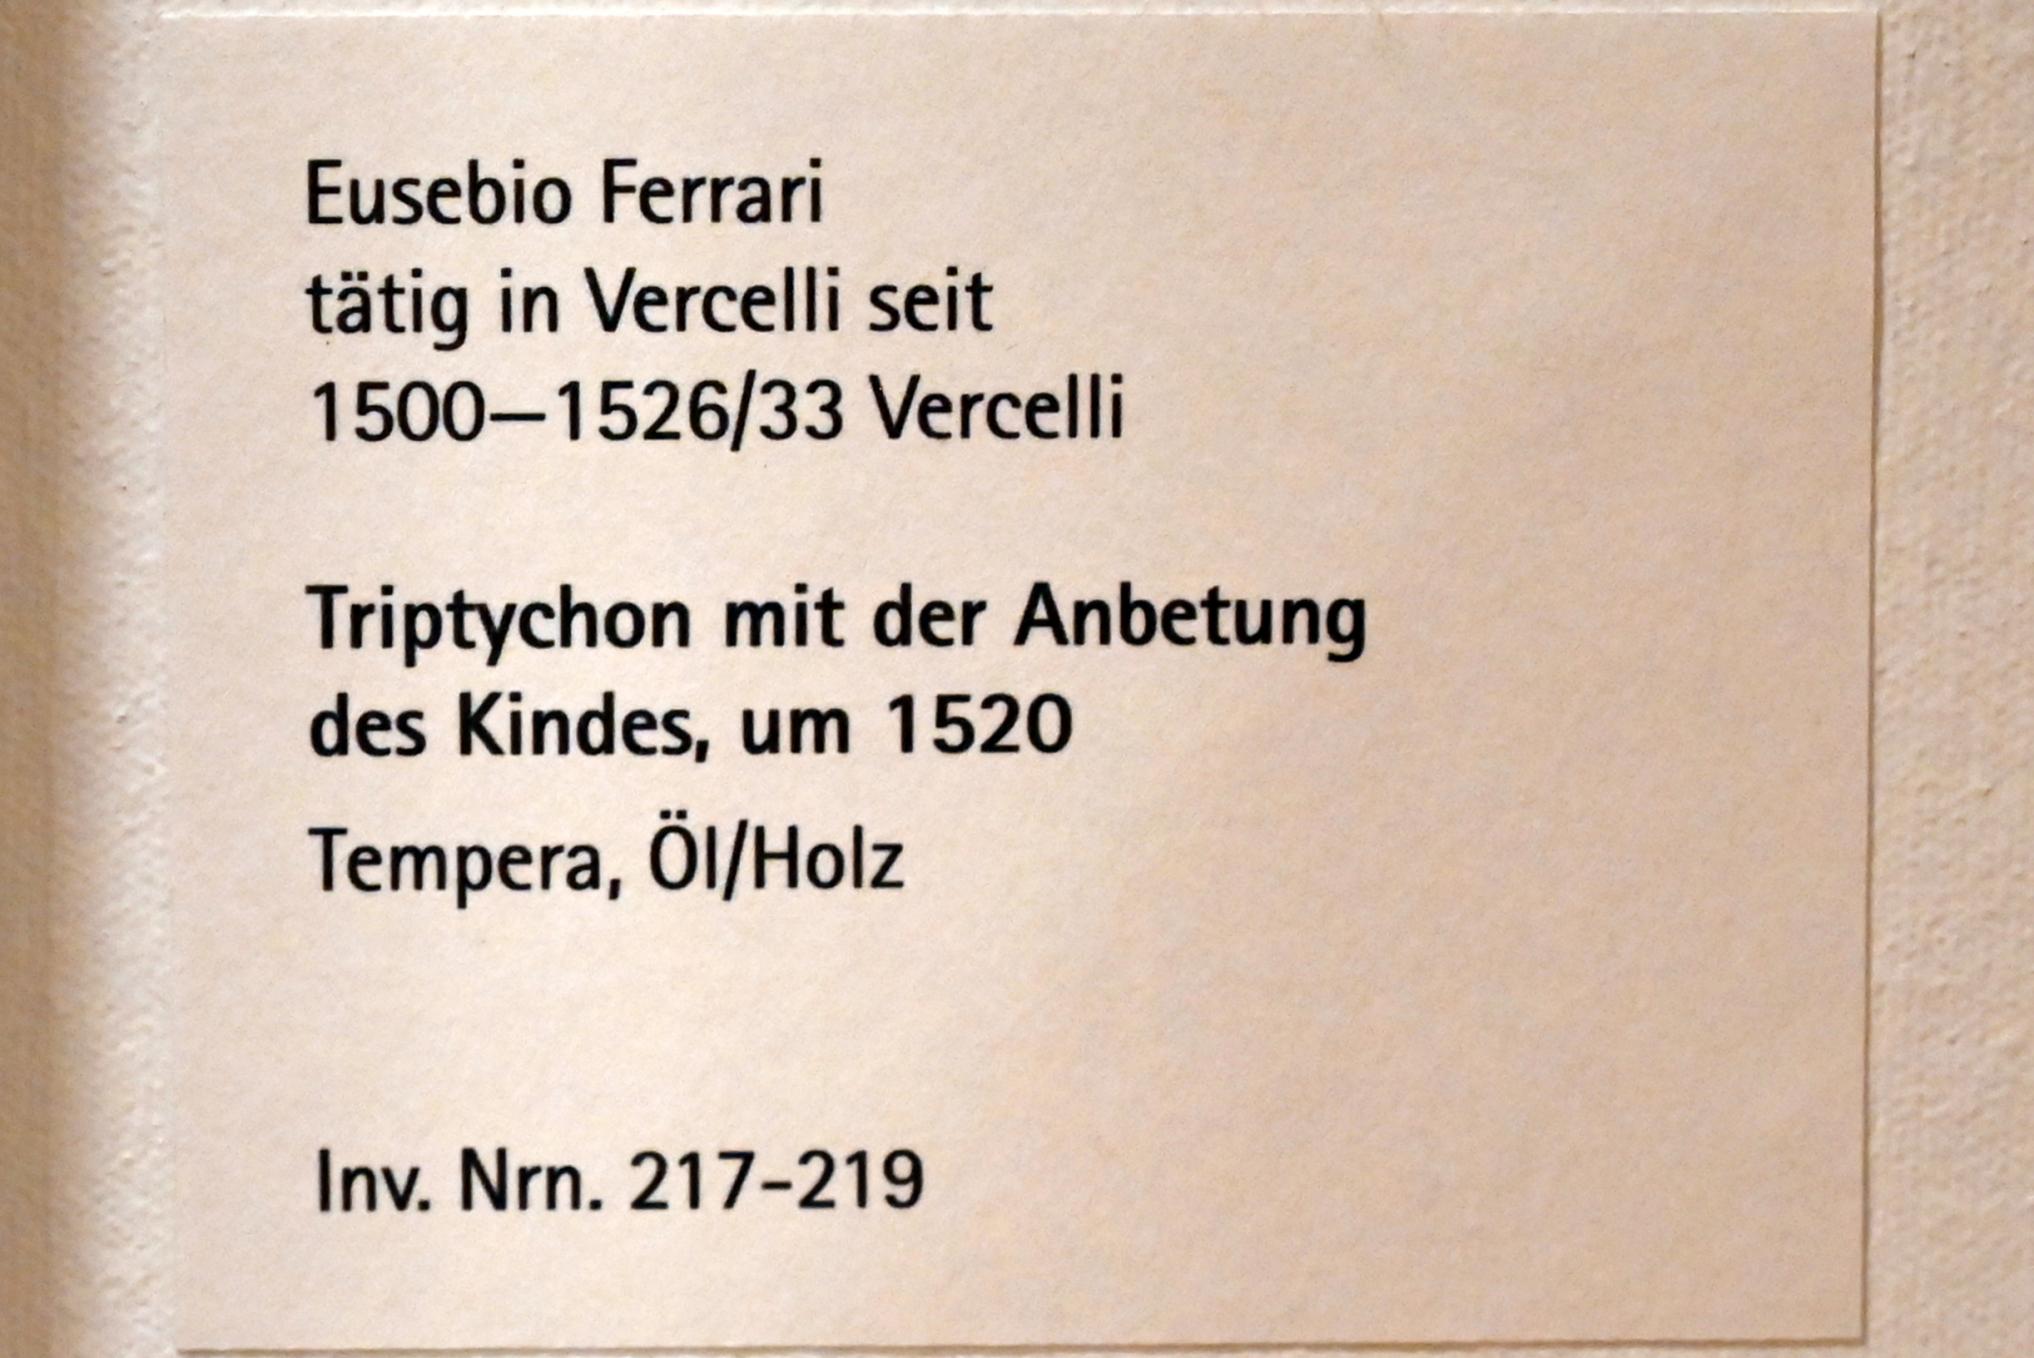 Eusebio Ferrari
tätig in Vercelli seit
1500—1526/33 Vercelli
Triptychon mit der Anbetung
des Kindes, um 1520
Tempera, Öl/Holz
Inv. Nrn. 217-219